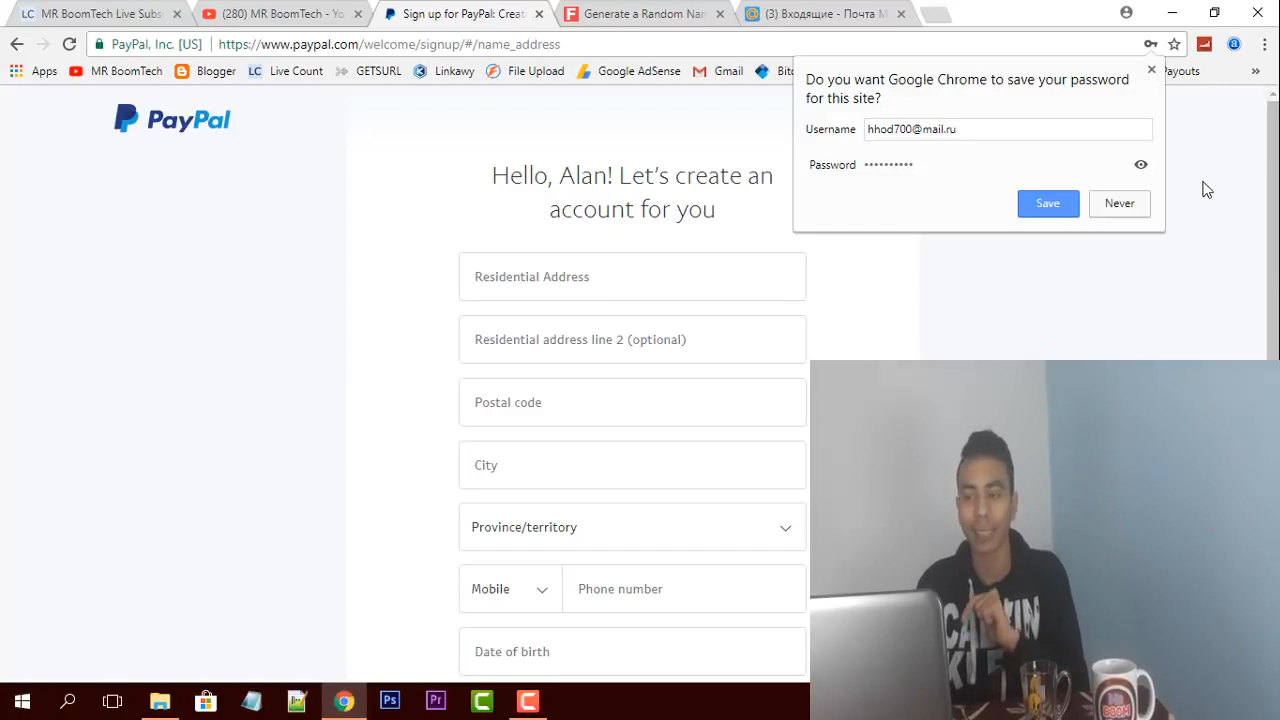 MR BoomTech Live Subs
(280) MR BoomTech - Yo
Sign up for PayPal: Creat
Generate a Random Nam
(3) Входящие - Почта M
PayPal, Inc. [US]
https://www.paypal.com/welcome/signup/#/name_address
Apps
MR BoomTech
Blogger
LC Live Count
GETSURL
Linkawy
File Upload
Google AdSense
Gmail
Payouts
Do you want Google Chrome to save your password
for this site?
Username hhod700@mail.ru
Password ••••••••••
Save Never
PayPal
Hello, Alan! Let's create an
account for you
Residential Address
Residential address line 2 (optional)
Postal code
City
Province/territory
Mobile Phone number
Date of birth